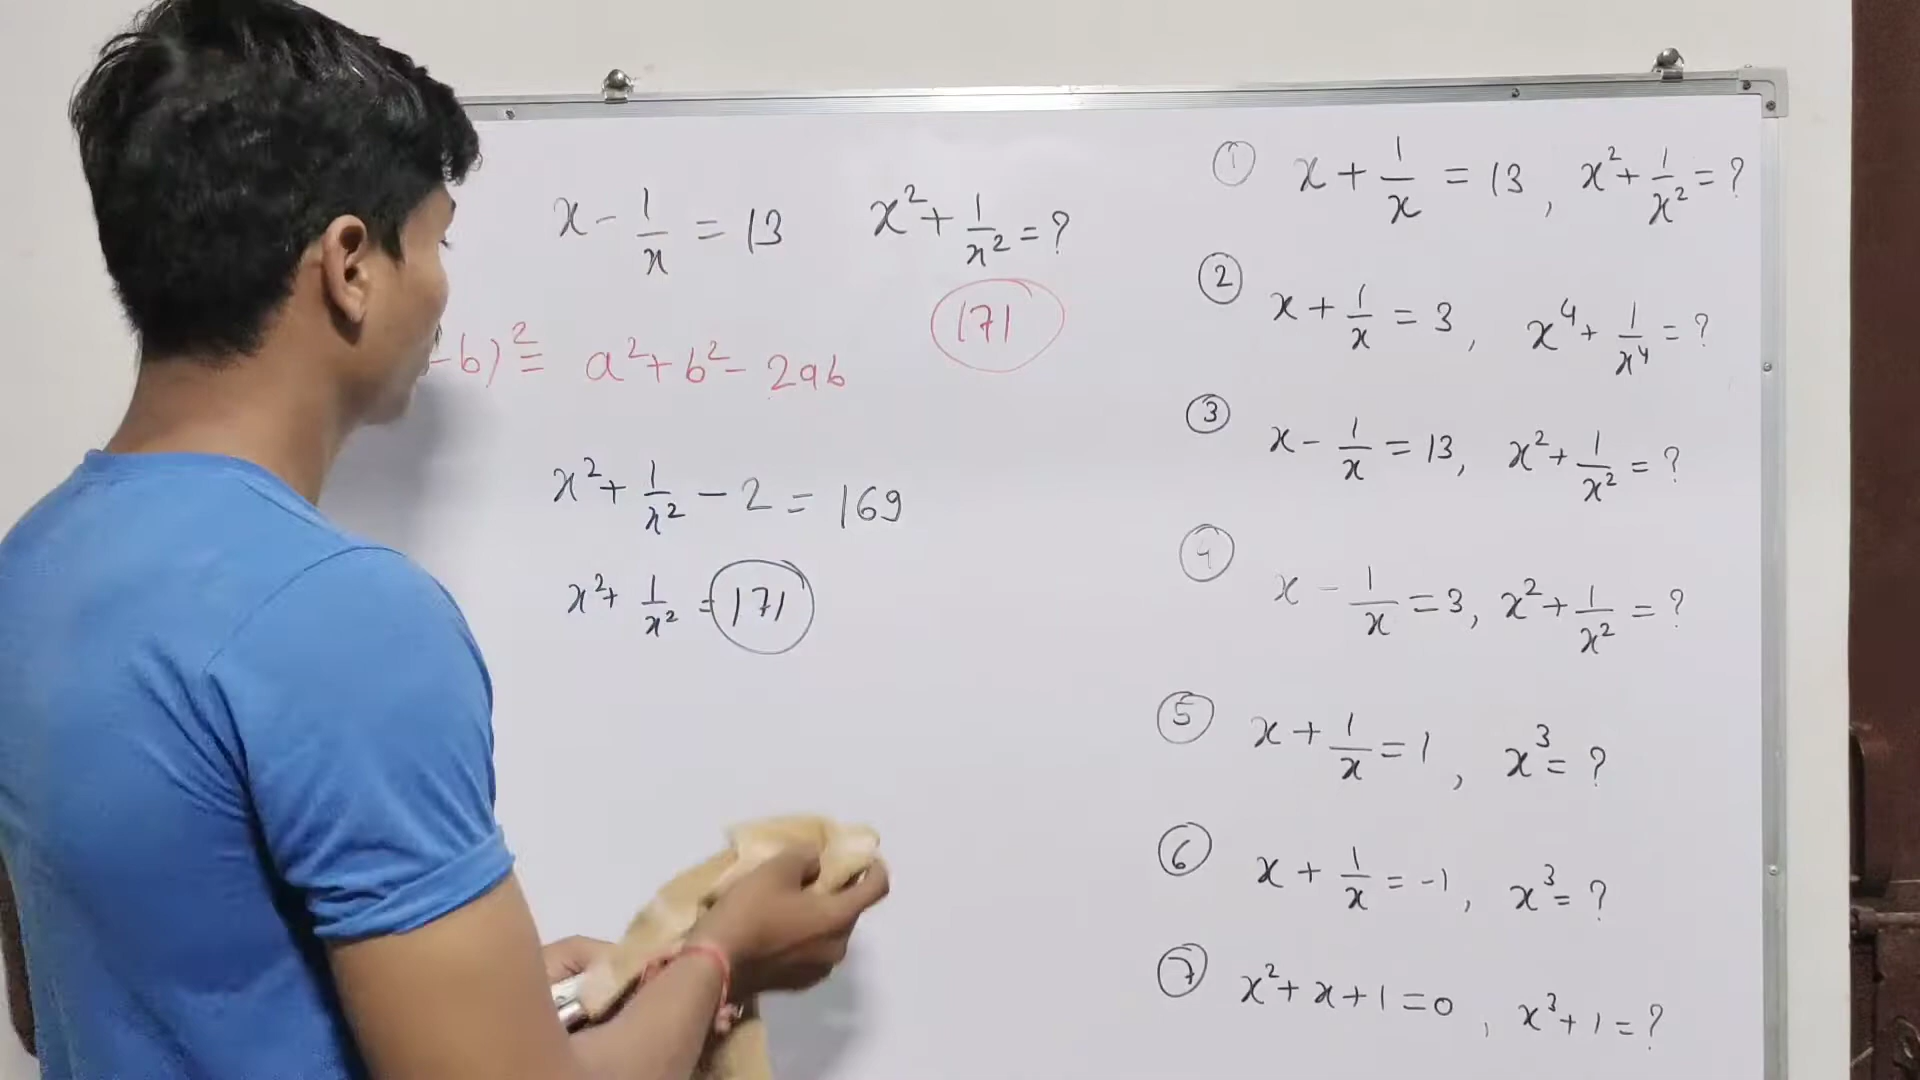 x - 1/x = 13    x² + 1/x² = ?
171
-b)² = a² + b² - 2ab
x² + 1/x² - 2 = 169
x² + 1/x² = 171
① x + 1/x = 13, x² + 1/x² = ?
② x + 1/x = 3, x⁴ + 1/x⁴ = ?
③ x - 1/x = 13, x² + 1/x² = ?
④ x - 1/x = 3, x² + 1/x² = ?
⑤ x + 1/x = 1, x³ = ?
⑥ x + 1/x = -1, x³ = ?
⑦ x² + x + 1 = 0, x³ + 1 = ?